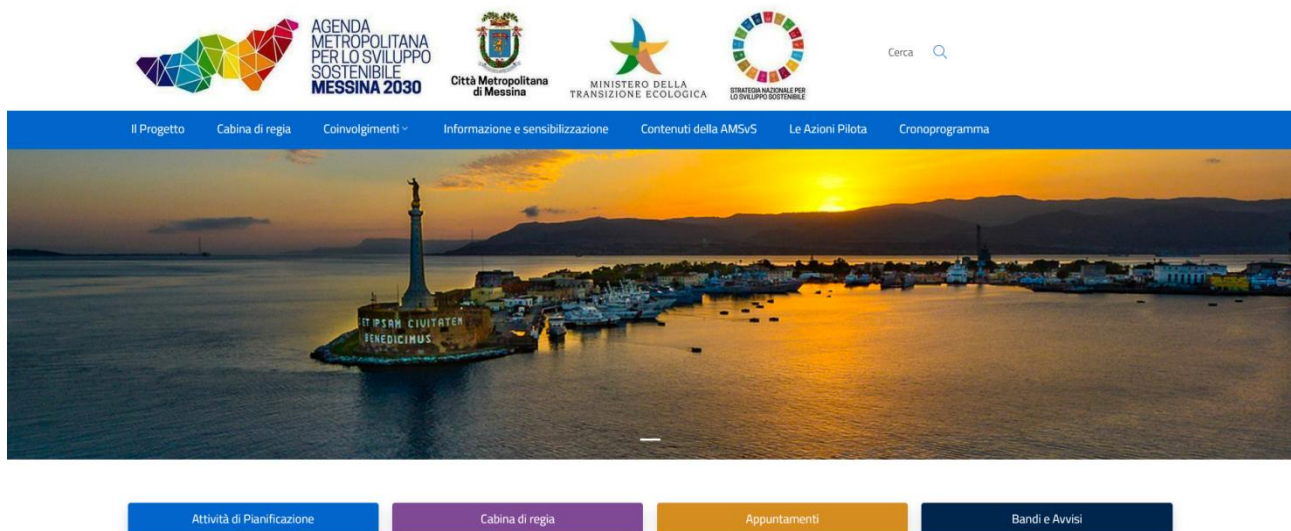 AGENDA
METROPOLITANA
PER LO SVILUPPO
SOSTENIBILE
MESSINA 2030
Città Metropolitana
di Messina
MINISTERO DELLA
TRANSIZIONE ECOLOGICA
STRATEGIA NAZIONALE PER
LO SVILUPPO SOSTENIBILE
Cerca
Il Progetto Cabina di regia Coinvolgimenti Informazione e sensibilizzazione Contenuti della AMSvS Le Azioni Pilota Cronoprogramma
ET IPSAM CIVITATEM
BENEDICIMUS
Attività di Pianificazione Cabina di regia Appuntamenti Bandi e Avvisi